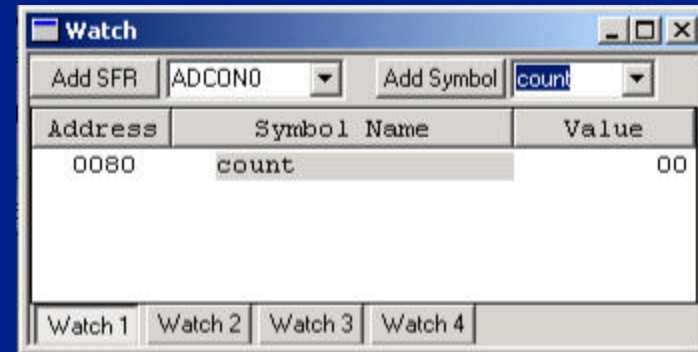 Watch
Add SFR ADCON0 Add Symbol count
Address Symbol Name Value
0080 count 00
Watch 1 Watch 2 Watch 3 Watch 4